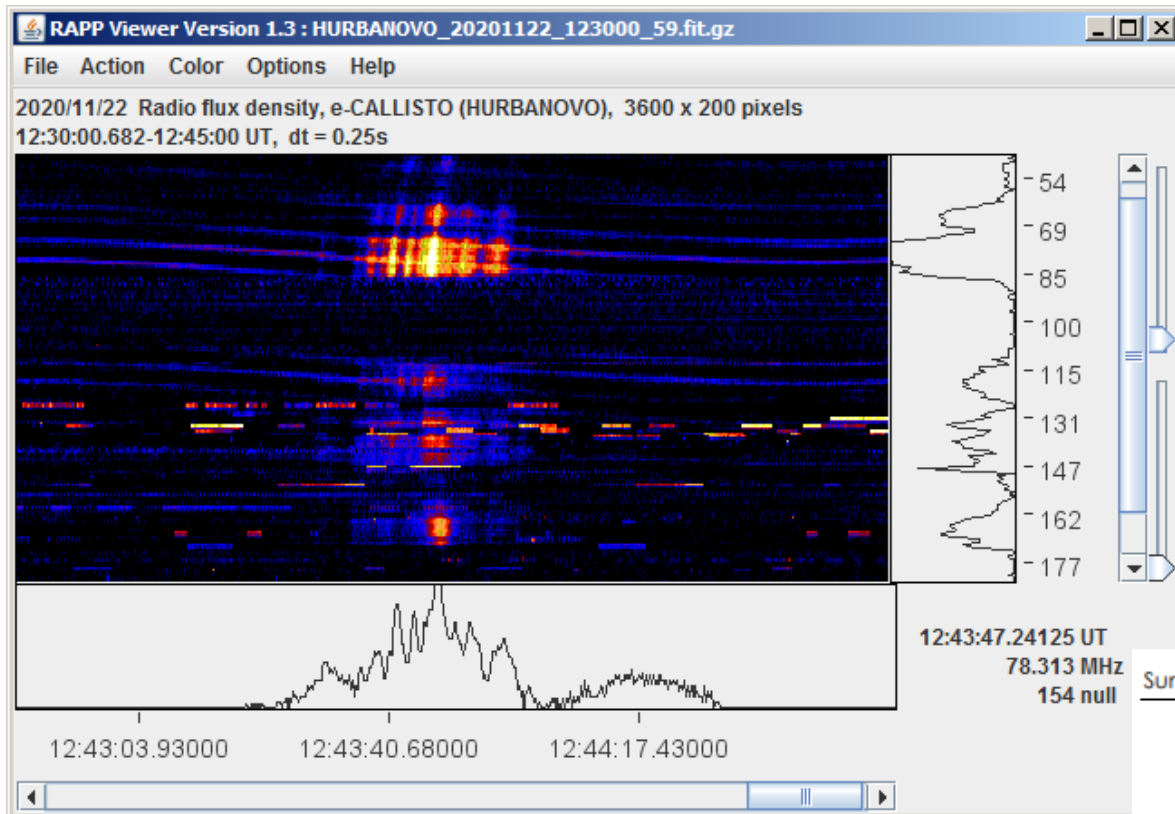 RAPP Viewer Version 1.3 : HURBANOVO_20201122_123000_59.fit.gz
File Action Color Options Help
2020/11/22 Radio flux density, e-CALLISTO (HURBANOVO), 3600 x 200 pixels
12:30:00.682-12:45:00 UT, dt = 0.25s
54
69
85
100
115
131
147
162
177
12:43:47.24125 UT
78.313 MHz
154 null
Sur
12:43:03.93000 12:43:40.68000 12:44:17.43000